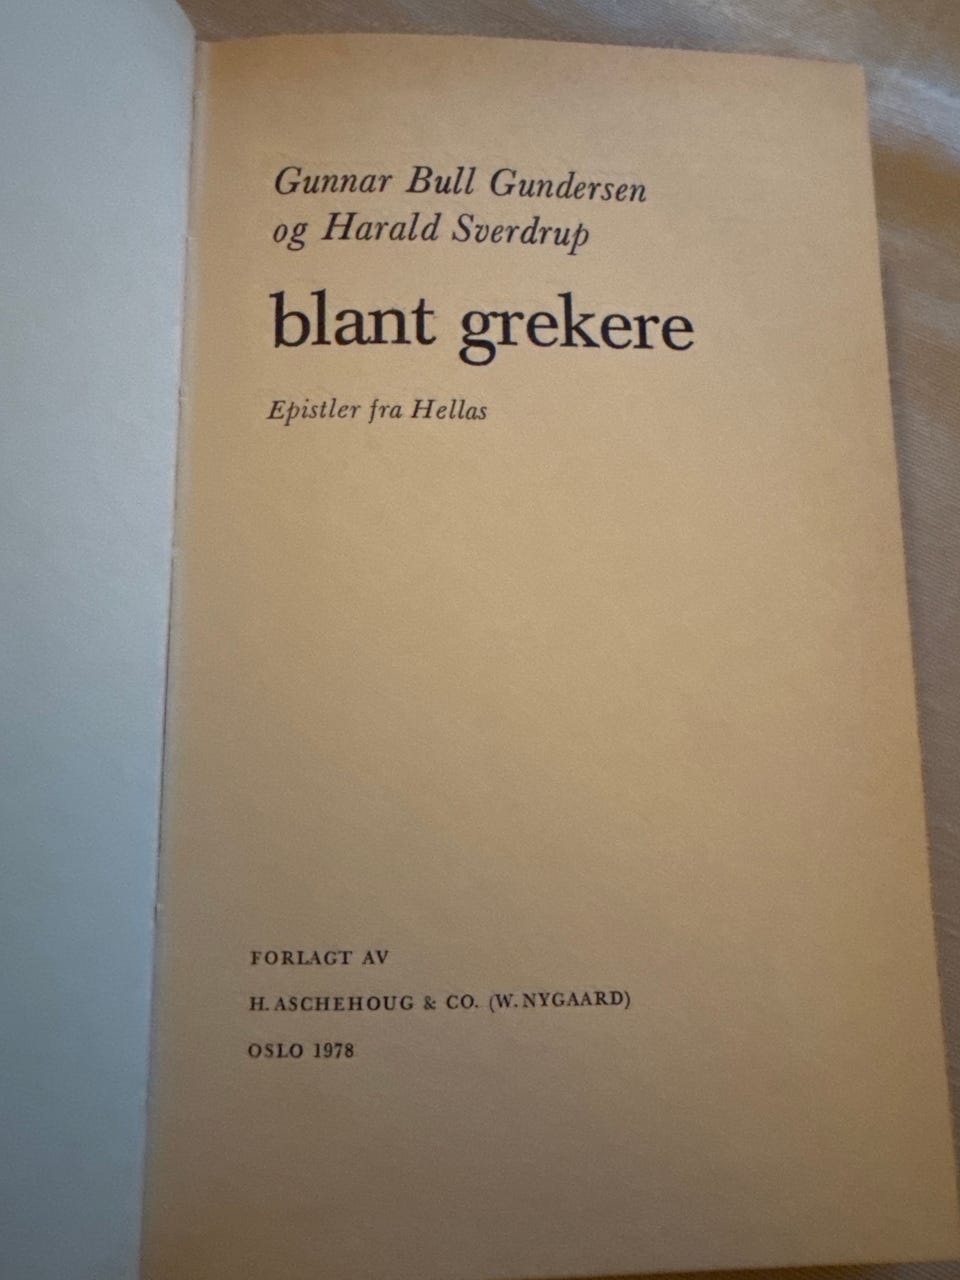 Gunnar Bull Gundersen
og Harald Sverdrup
blant grekere
Epistler fra Hellas
FORLAGT AV
H. ASCHEHOUG & CO. (W. NYGAARD)
OSLO 1978